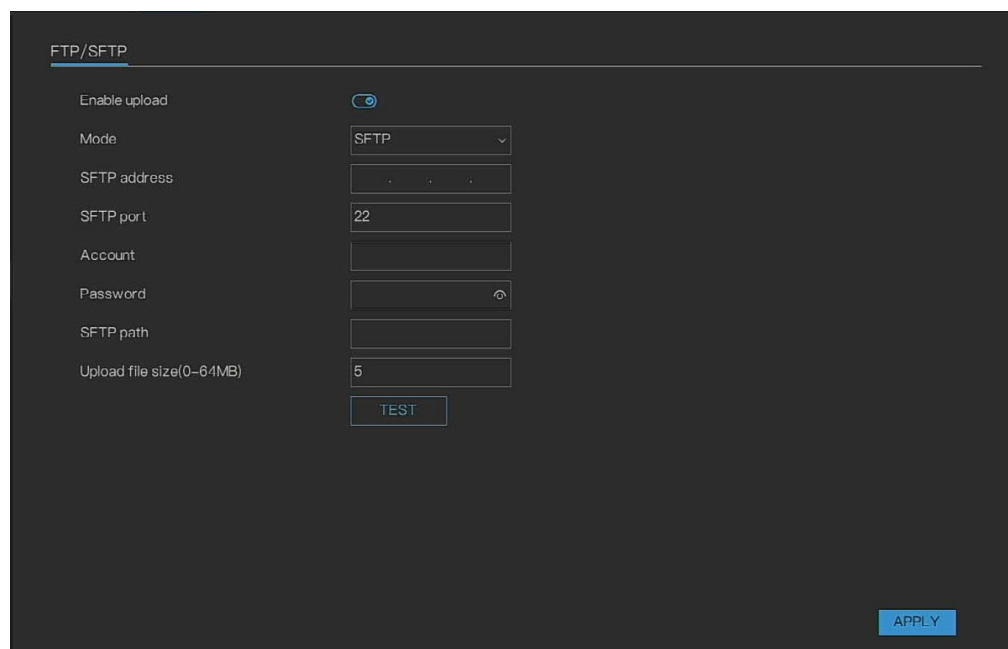 FTP/SFTP
Enable upload
Mode SFTP
SFTP address . . .
SFTP port 22
Account
Password
SFTP path
Upload file size(0-64MB) 5
TEST
APPLY